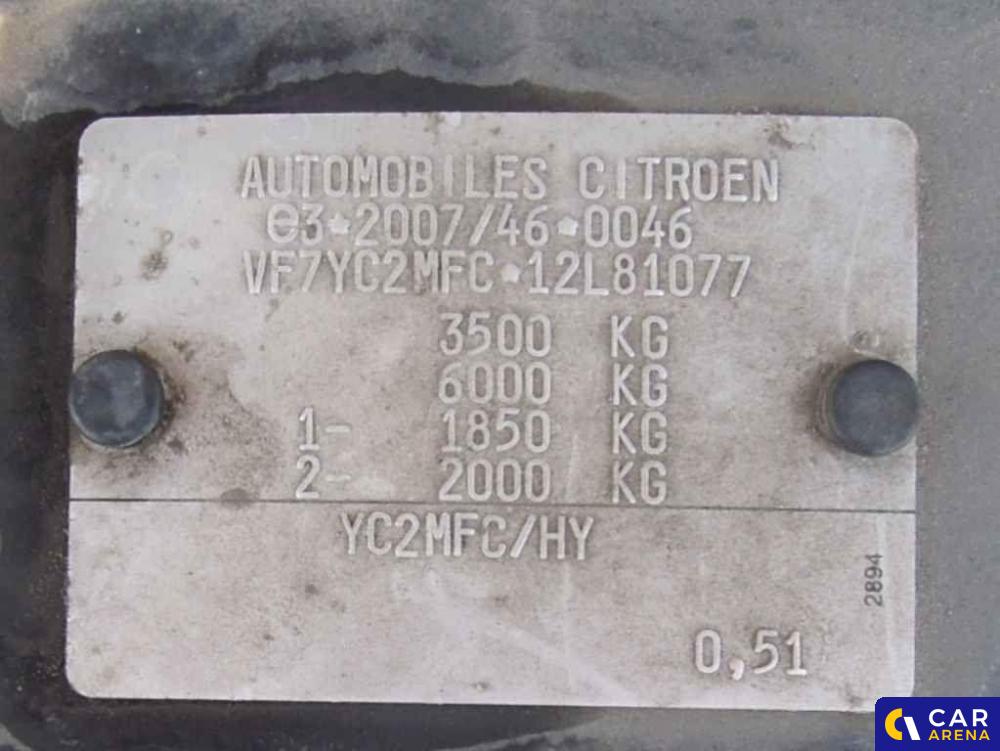 AUTOMOBILES CITROEN
e3*2007/46*0046
VF7YC2MFC*12L81077
3500 KG
6000 KG
1- 1850 KG
2- 2000 KG
YC2MFC/HY
2894
0,51
CAR
ARENA